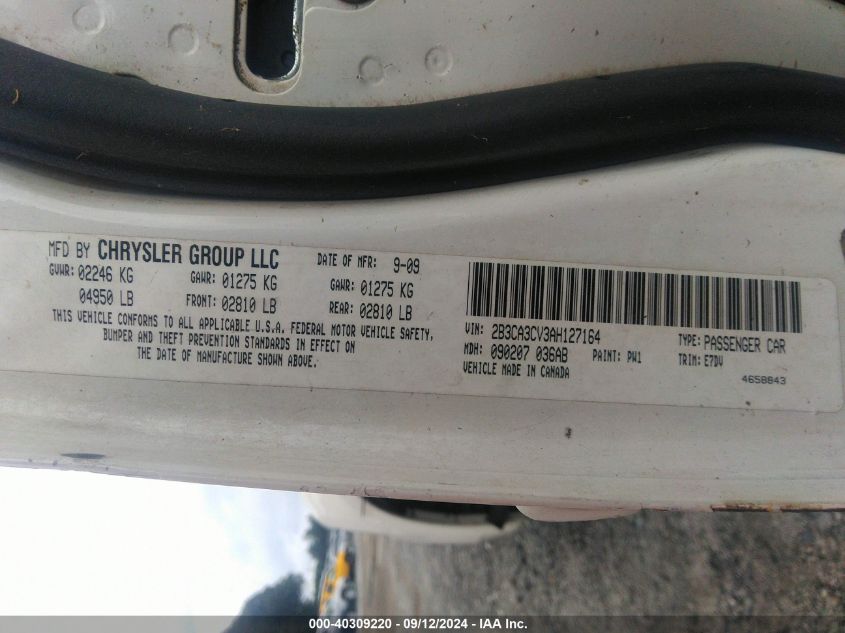 MFD BY CHRYSLER GROUP LLC DATE OF MFR: 9-09
GVWR: 02246 KG GAWR: 01275 KG GAWR: 01275 KG
04950 LB FRONT: 02810 LB REAR: 02810 LB
THIS VEHICLE CONFORMS TO ALL APPLICABLE U.S.A. FEDERAL MOTOR VEHICLE SAFETY,
BUMPER AND THEFT PREVENTION STANDARDS IN EFFECT ON
THE DATE OF MANUFACTURE SHOWN ABOVE.
VIN: 2B3CA3CV3AH127164 TYPE: PASSENGER CAR
MDH: 090207 036AB PAINT: PW1 TRIM: E7DV
VEHICLE MADE IN CANADA
4658843
000-40309220 - 09/12/2024 - IAA Inc.